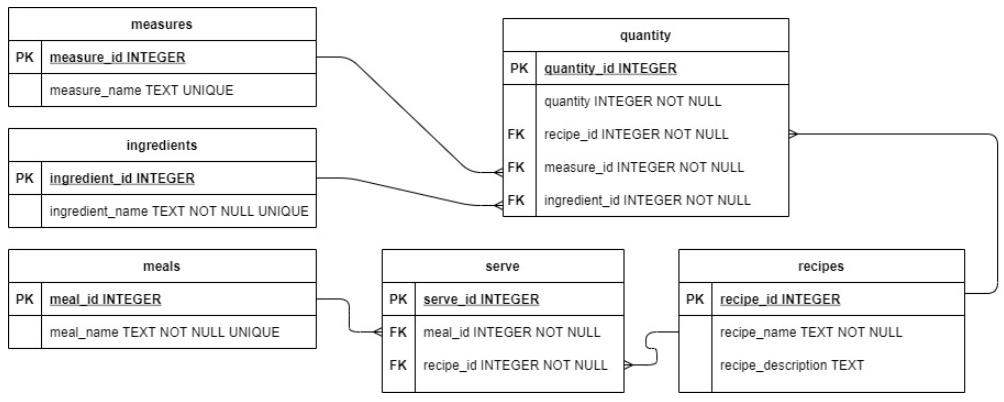 measures
PK measure_id INTEGER
measure_name TEXT UNIQUE
ingredients
PK ingredient_id INTEGER
ingredient_name TEXT NOT NULL UNIQUE
meals
PK meal_id INTEGER
meal_name TEXT NOT NULL UNIQUE
quantity
PK quantity_id INTEGER
quantity INTEGER NOT NULL
FK recipe_id INTEGER NOT NULL
FK measure_id INTEGER NOT NULL
FK ingredient_id INTEGER NOT NULL
serve
PK serve_id INTEGER
FK meal_id INTEGER NOT NULL
FK recipe_id INTEGER NOT NULL
recipes
PK recipe_id INTEGER
recipe_name TEXT NOT NULL
recipe_description TEXT